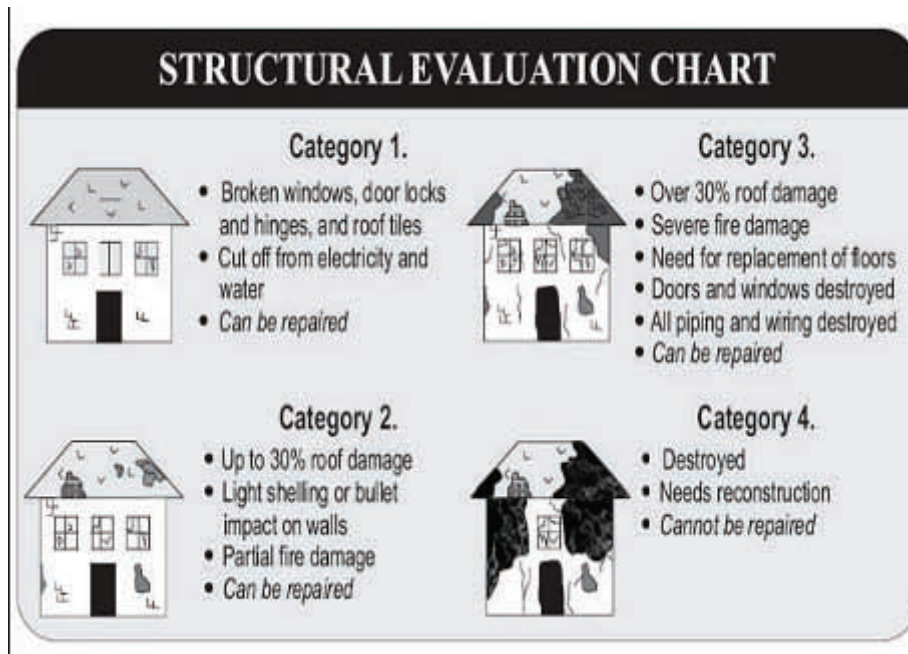 STRUCTURAL EVALUATION CHART
Category 1.
• Broken windows, door locks
and hinges, and roof tiles
• Cut off from electricity and
water
• Can be repaired
Category 2.
• Up to 30% roof damage
• Light shelling or bullet
impact on walls
• Partial fire damage
• Can be repaired
Category 3.
• Over 30% roof damage
• Severe fire damage
• Need for replacement of floors
• Doors and windows destroyed
• All piping and wiring destroyed
• Can be repaired
Category 4.
• Destroyed
• Needs reconstruction
• Cannot be repaired